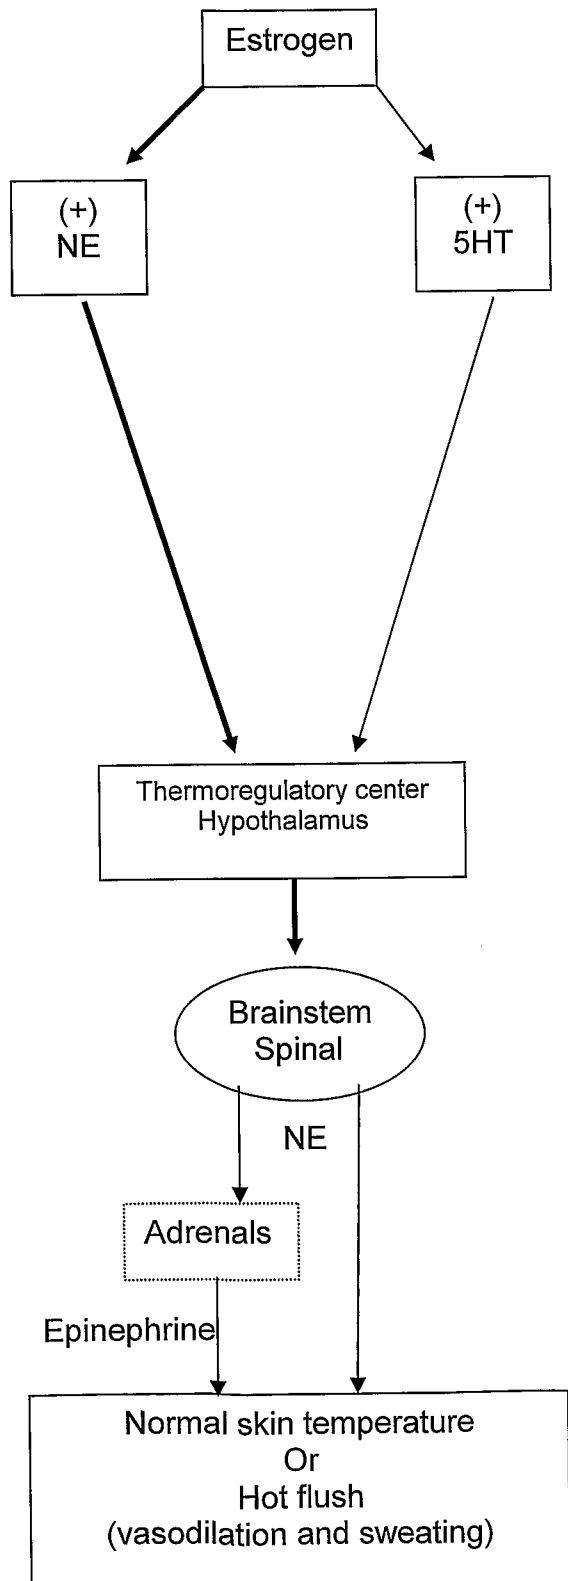 Estrogen
(+)
NE
(+)
5HT
Thermoregulatory center
Hypothalamus
Brainstem
Spinal
NE
Adrenals
Epinephrine
Normal skin temperature
Or
Hot flush
(vasodilation and sweating)